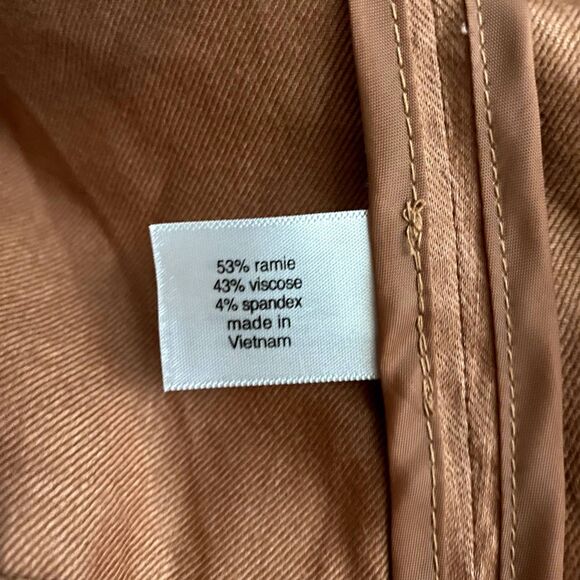 53% ramie
43% viscose
4% spandex
made in
Vietnam